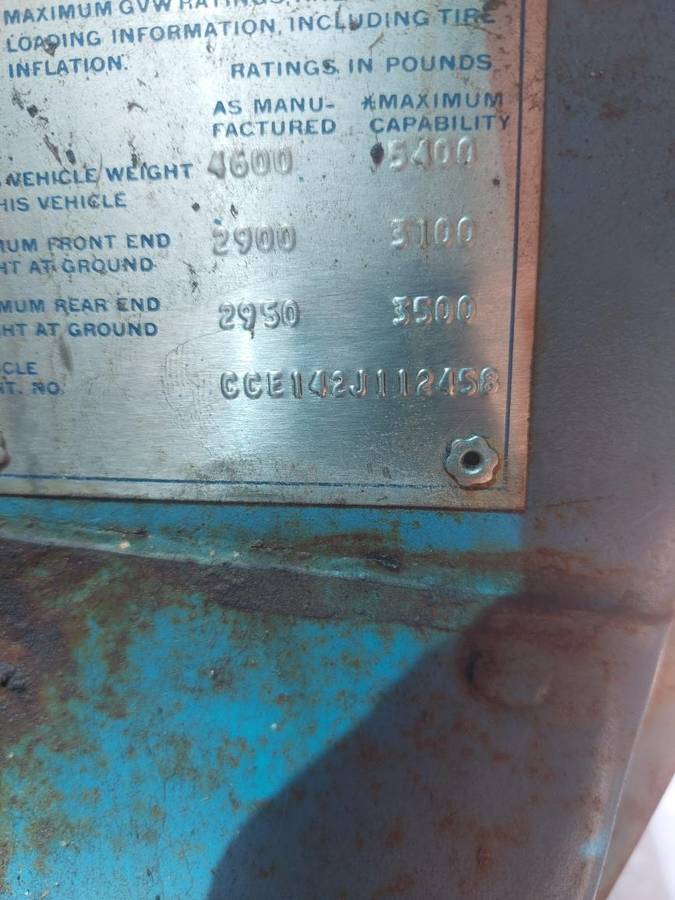 MAXIMUM GVW RATINGS,
LOADING INFORMATION, INCLUDING TIRE
INFLATION.
RATINGS IN POUNDS
AS MANU- *MAXIMUM
FACTURED CAPABILITY
VEHICLE WEIGHT 4600 5400
HIS VEHICLE
MUM FRONT END 2900 3100
HT AT GROUND
MUM REAR END 2950 3500
HT AT GROUND
CLE CCE142J112458
NT. NO.